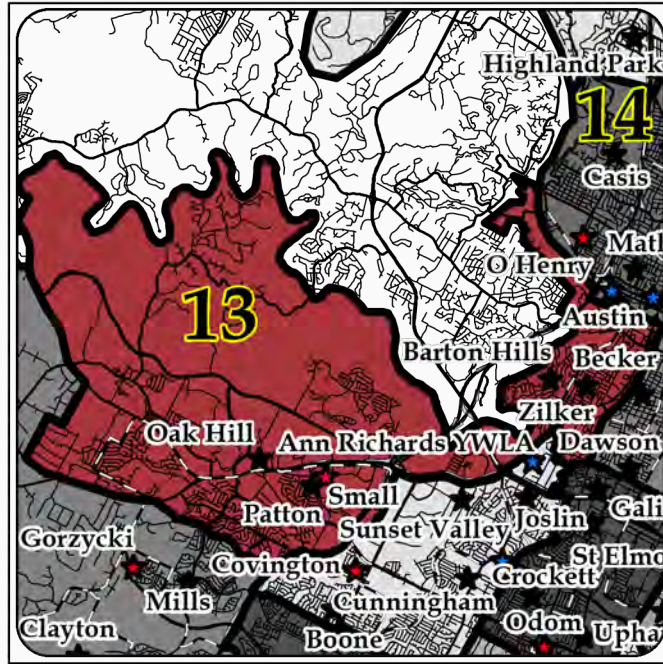 Highland Park
14
Casis
Math
O Henry
13
Austin
Barton Hills
Becker
Zilker
Oak Hill
Ann Richards YWLA
Dawson
Small
Patton
Sunset Valley
Joslin
Gali
Gorzycki
Covington
St Elmo
Crockett
Mills
Cunningham
Odom
Upha
Clayton
Boone